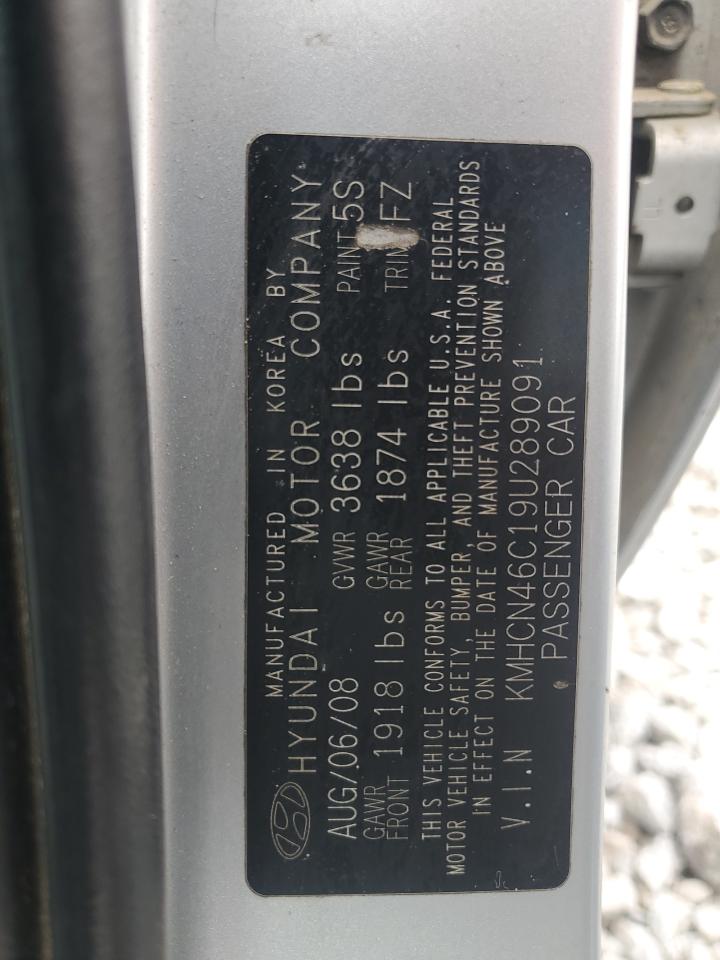 MANUFACTURED IN KOREA BY
HYUNDAI MOTOR COMPANY
AUG/06/08 GVWR 3638 lbs PAINT 5S
GAWR FRONT 1918 lbs GAWR REAR 1874 lbs TRIM FZ
THIS VEHICLE CONFORMS TO ALL APPLICABLE U.S.A. FEDERAL
MOTOR VEHICLE SAFETY, BUMPER, AND THEFT PREVENTION STANDARDS
IN EFFECT ON THE DATE OF MANUFACTURE SHOWN ABOVE
V.I.N KMHCN46C19U289091
PASSENGER CAR